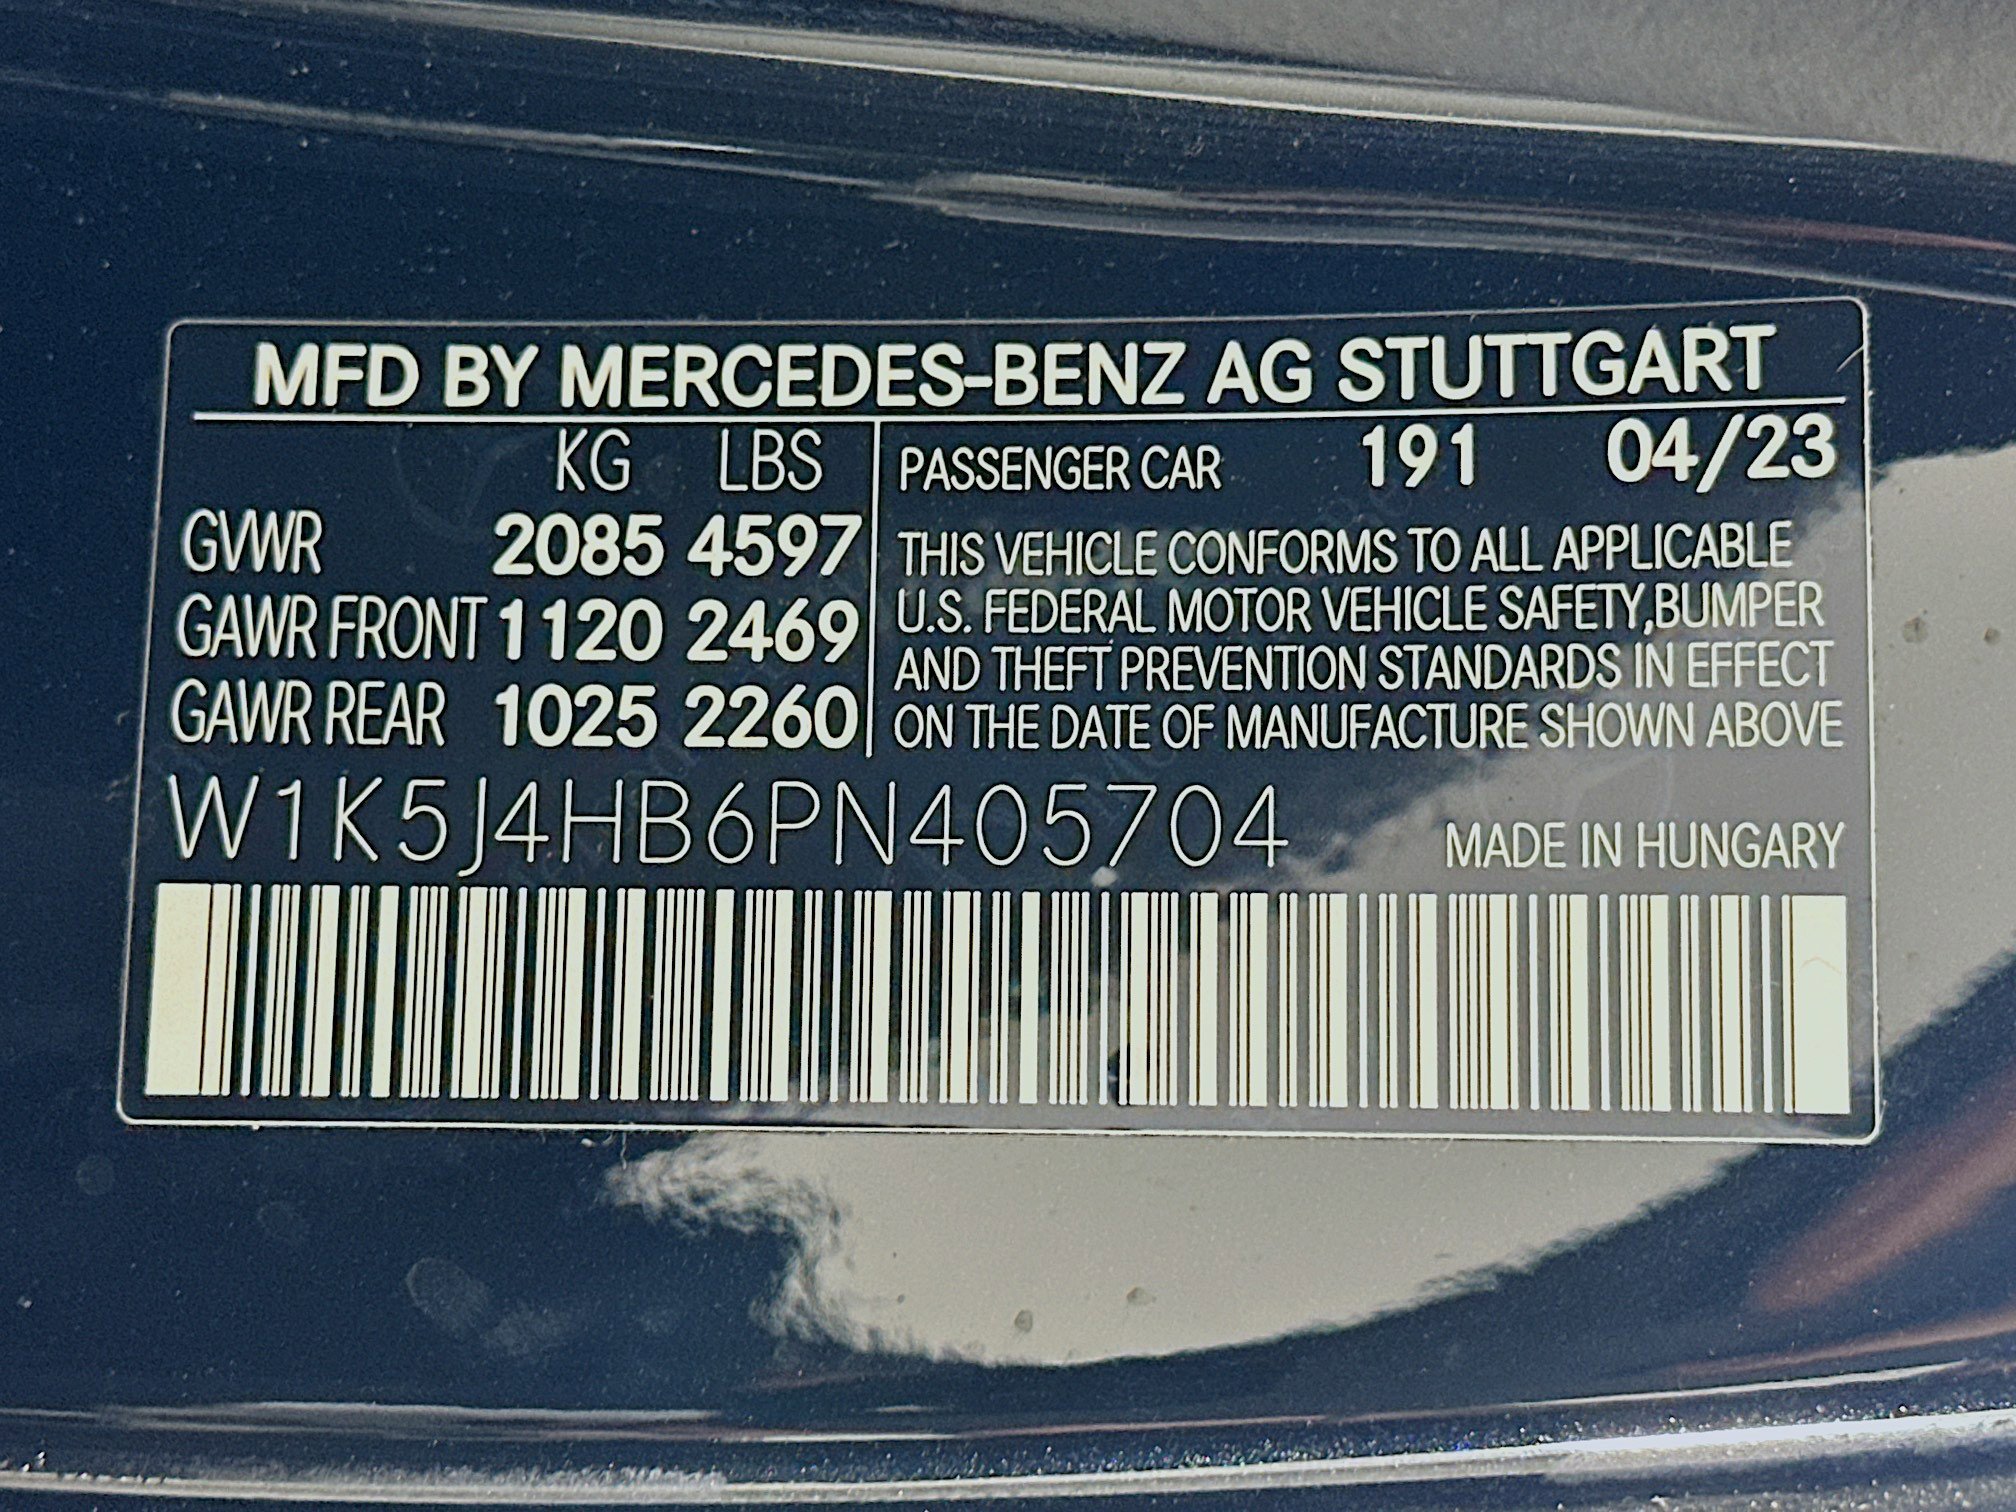 MFD BY MERCEDES-BENZ AG STUTTGART
KG LBS
GVWR 2085 4597
GAWR FRONT 1120 2469
GAWR REAR 1025 2260
PASSENGER CAR 191 04/23
THIS VEHICLE CONFORMS TO ALL APPLICABLE
U.S. FEDERAL MOTOR VEHICLE SAFETY,BUMPER
AND THEFT PREVENTION STANDARDS IN EFFECT
ON THE DATE OF MANUFACTURE SHOWN ABOVE
W1K5J4HB6PN405704
MADE IN HUNGARY